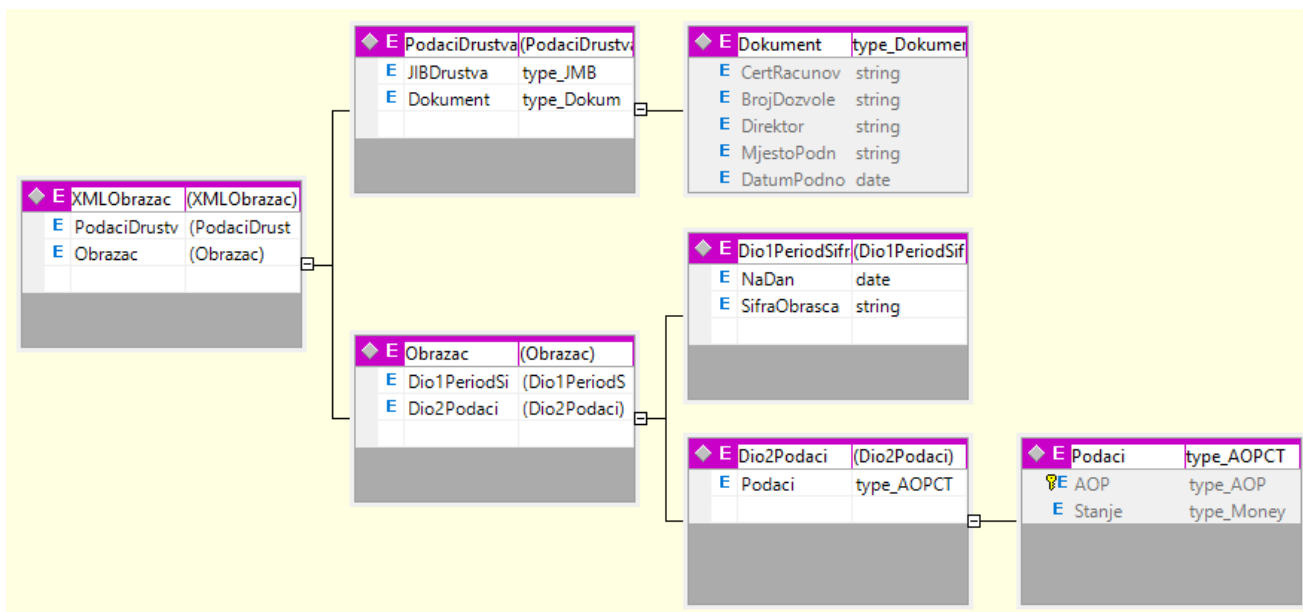 E XMLObrazac (XMLObrazac)
E PodaciDrustv (PodaciDrust
E Obrazac (Obrazac)
E PodaciDrustva (PodaciDrustva
E JIBDrustva type_JMB
E Dokument type_Dokum
E Dokument type_Dokumen
E CertRacunov string
E BrojDozvole string
E Direktor string
E MjestoPodn string
E DatumPodno date
E Obrazac (Obrazac)
E Dio1PeriodSi (Dio1PeriodS
E Dio2Podaci (Dio2Podaci)
E Dio1PeriodSifr (Dio1PeriodSif
E NaDan date
E SifraObrasca string
E Dio2Podaci (Dio2Podaci)
E Podaci type_AOPCT
E Podaci type_AOPCT
E AOP type_AOP
E Stanje type_Money